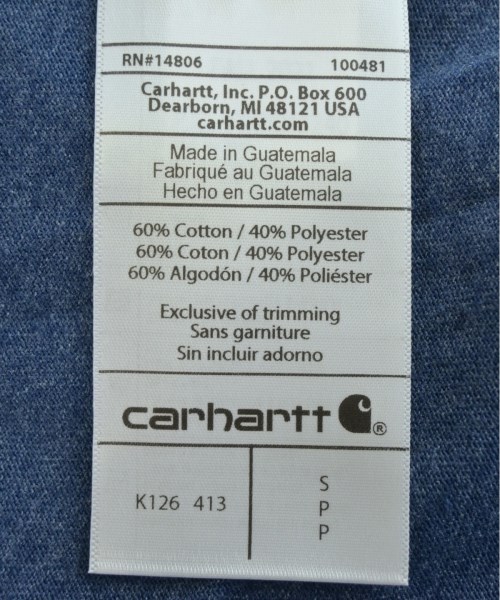 RN#14806 100481
Carhartt, Inc. P.O. Box 600
Dearborn, MI 48121 USA
carhartt.com
Made in Guatemala
Fabriqué au Guatemala
Hecho en Guatemala
60% Cotton / 40% Polyester
60% Coton / 40% Polyester
60% Algodón / 40% Poliéster
Exclusive of trimming
Sans garniture
Sin incluir adorno
carhartt ®
K126 413
S
P
P